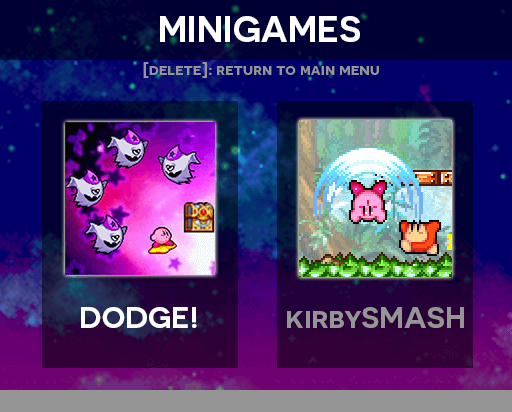 MINIGAMES
[DELETE]: RETURN TO MAIN MENU
DODGE!
KIRBYSMASH